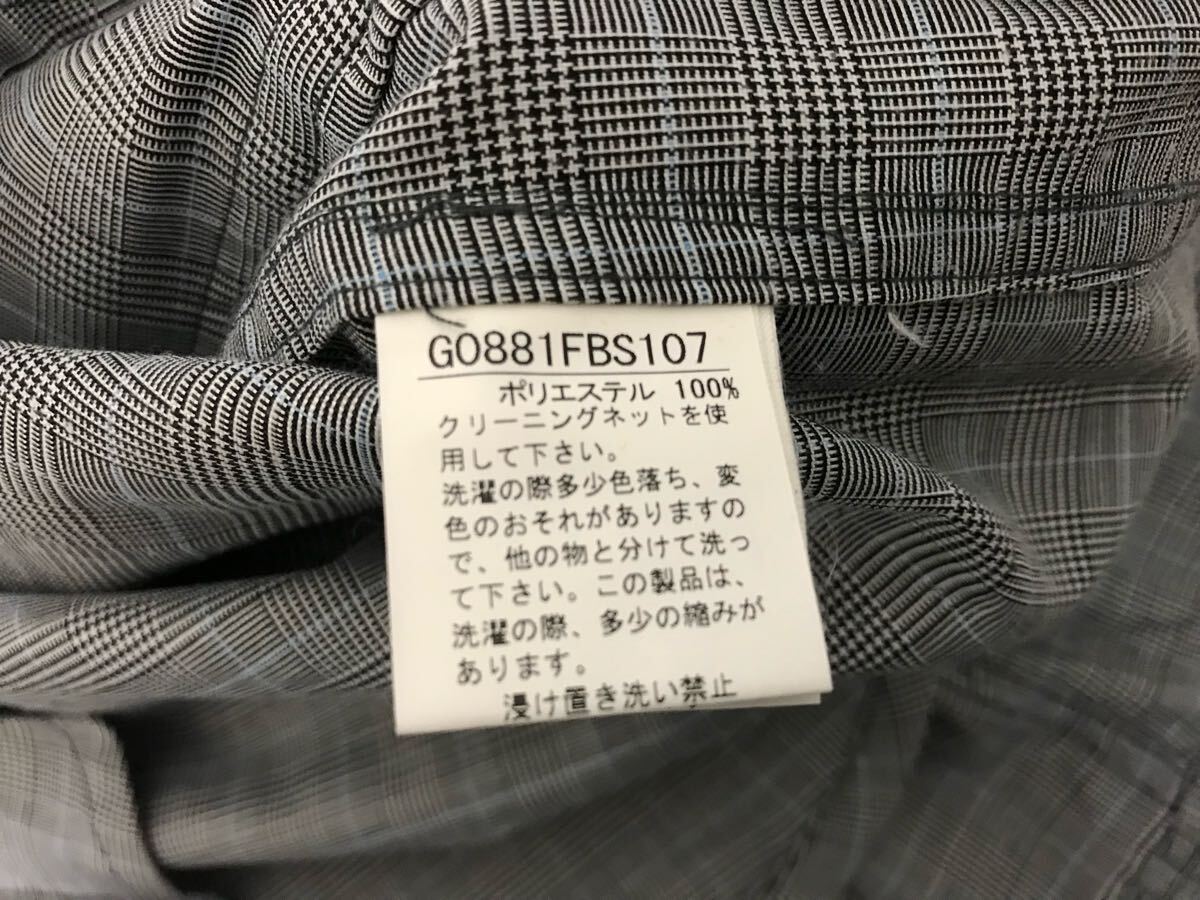 GO881FBS107
ポリエステル 100%
クリーニングネットを使
用して下さい。
洗濯の際多少色落ち、変
色のおそれがありますの
で、他の物と分けて洗っ
て下さい。この製品は、
洗濯の際、多少の縮みが
あります。
浸け置き洗い禁止